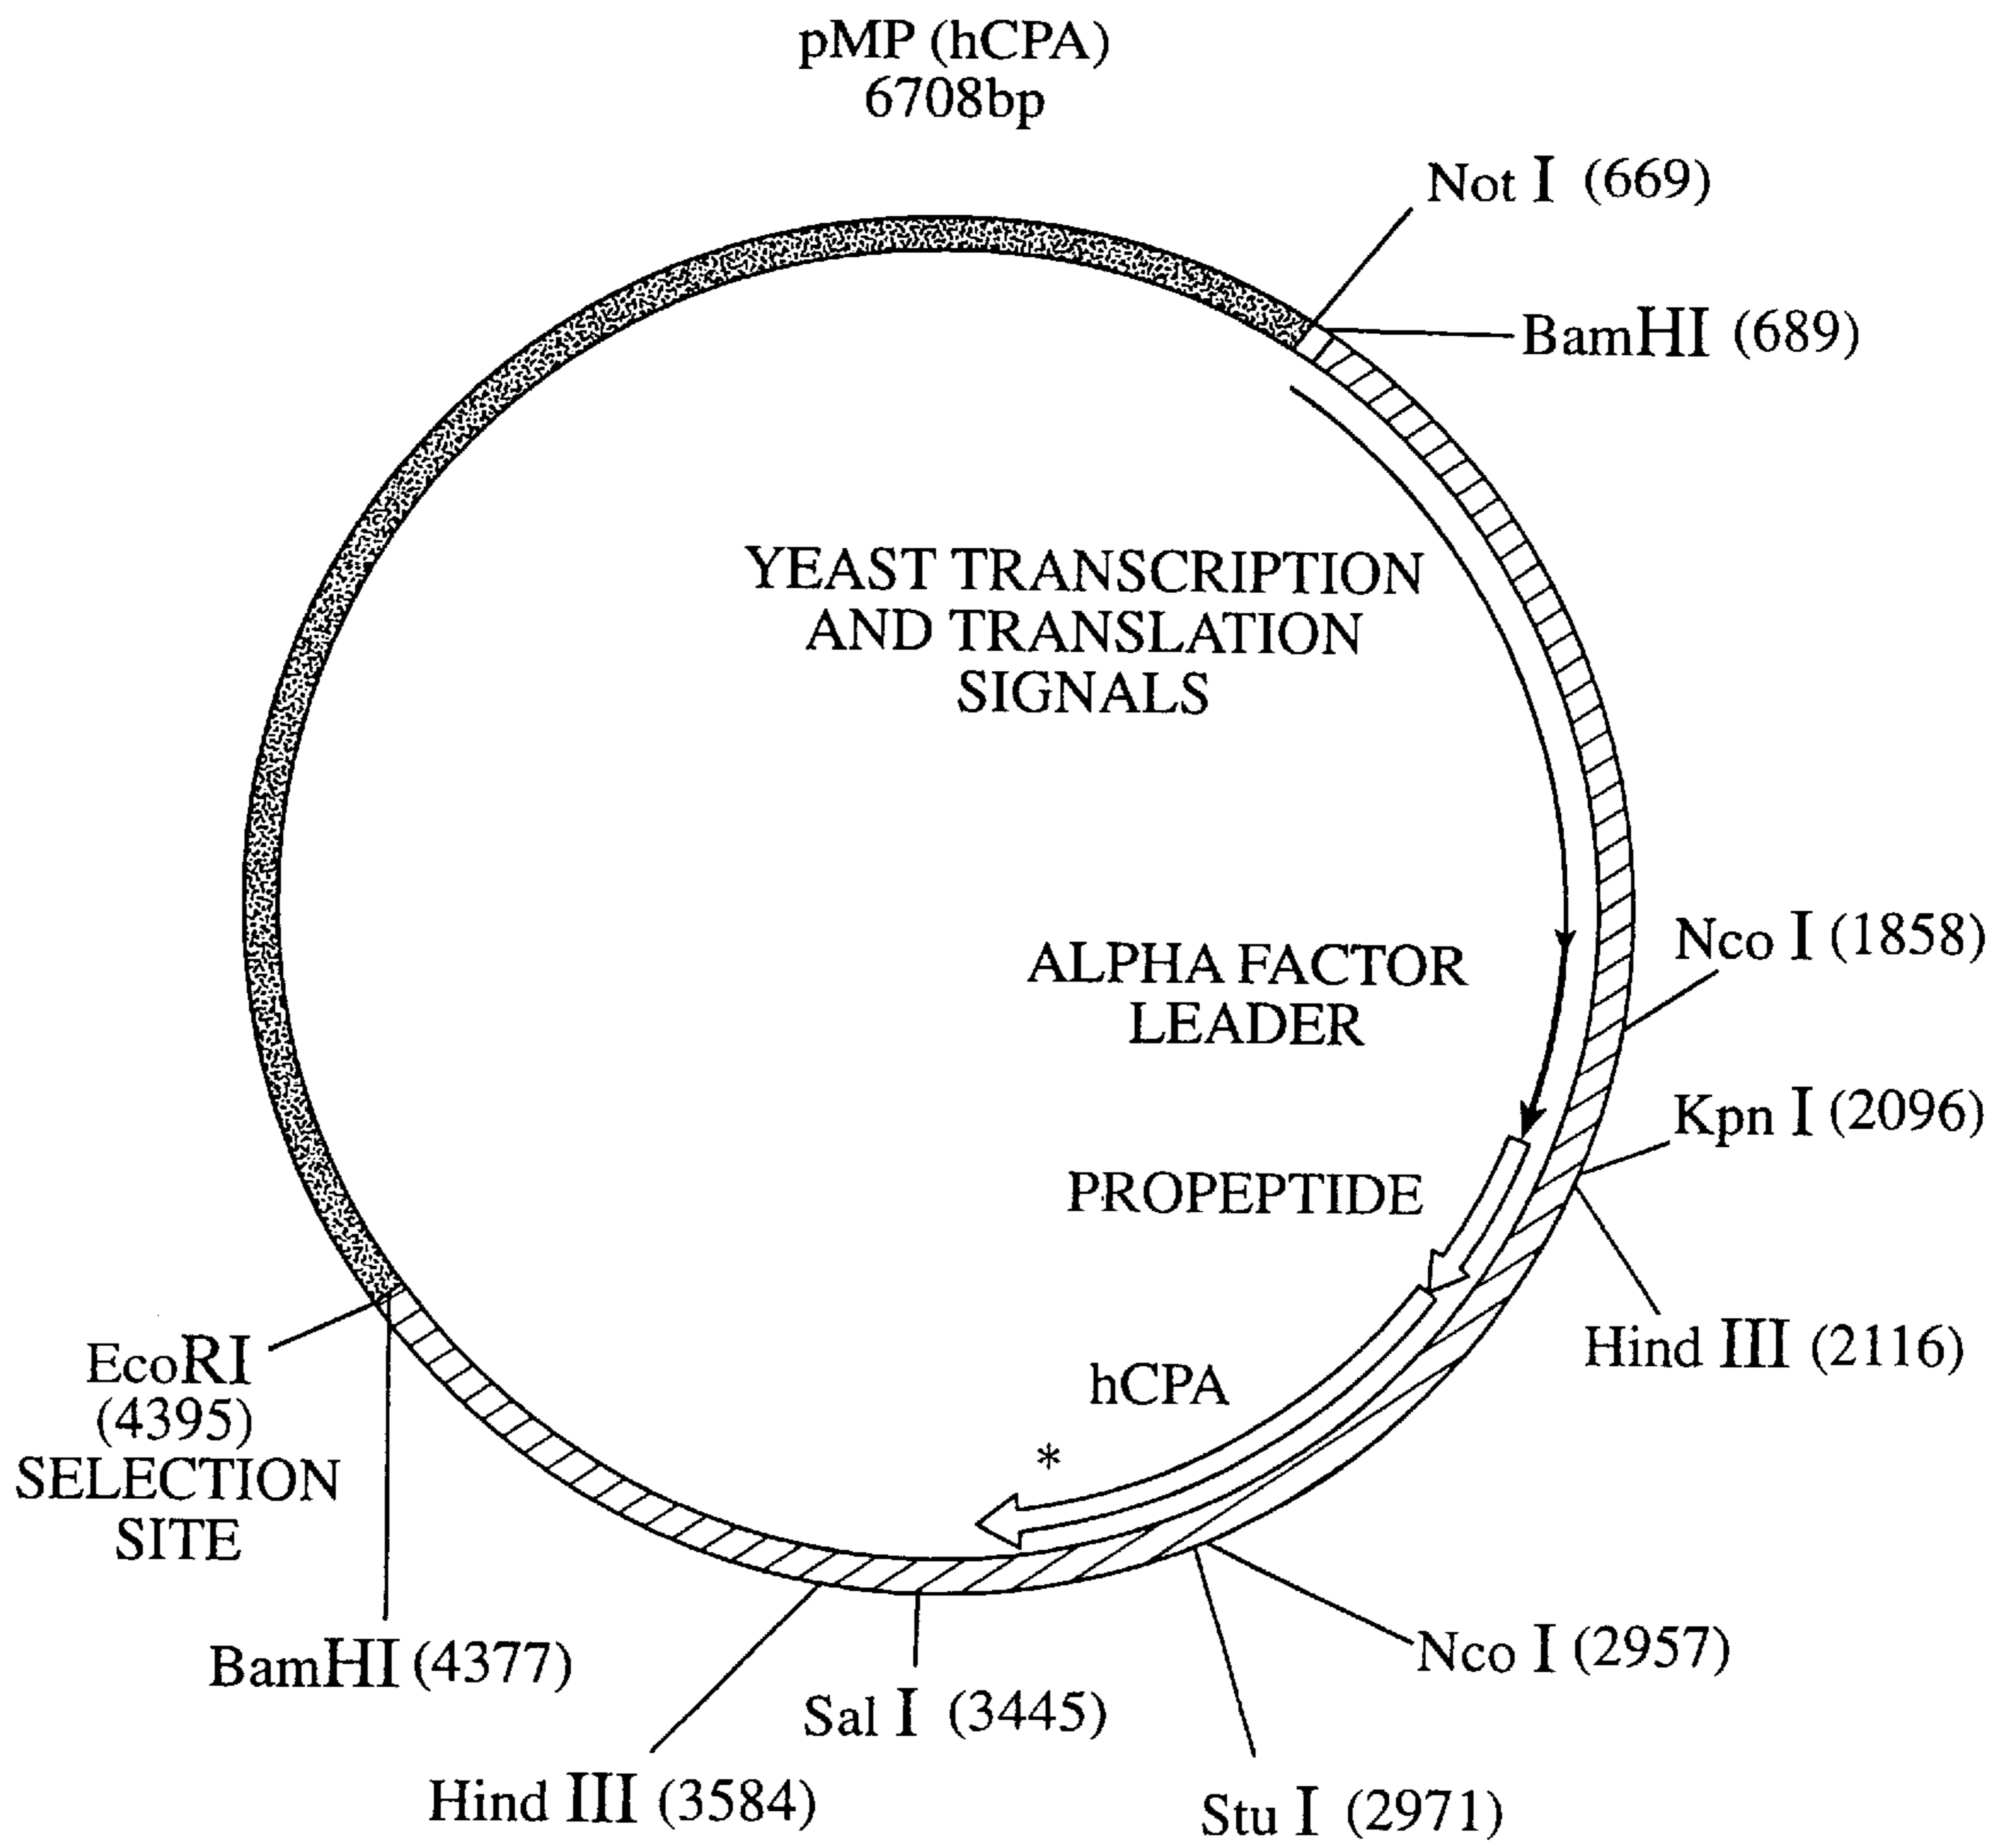 pMP (hCPA)
6708bp
Not I (669)
BamHI (689)
YEAST TRANSCRIPTION
AND TRANSLATION
SIGNALS
Nco I (1858)
ALPHA FACTOR
LEADER
Kpn I (2096)
PROPEPTIDE
Hind III (2116)
hCPA
*
EcoRI
(4395)
SELECTION
SITE
Nco I (2957)
BamHI (4377)
Sal I (3445)
Hind III (3584)
Stu I (2971)